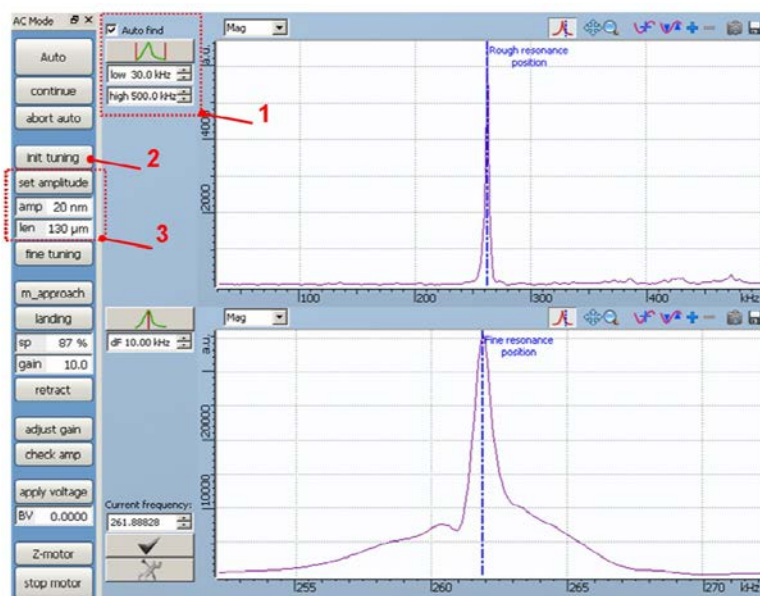 AC Mode
Auto
continue
abort auto
init tuning
set amplitude
amp 20 nm
len 130 µm
fine tuning
m_approach
landing
sp 87 %
gain 10.0
retract
adjust gain
check amp
apply voltage
BV 0.0000
Z-motor
stop motor
Auto find
low 30.0 kHz
high 500.0 kHz
1
2
3
Mag
a.u.
4000
2000
Rough resonance
position
100
200
300
400
kHz
dF 10.00 kHz
Current frequency:
261.88828
Mag
a.u.
20000
10000
Fine resonance
position
255
260
265
270
kHz